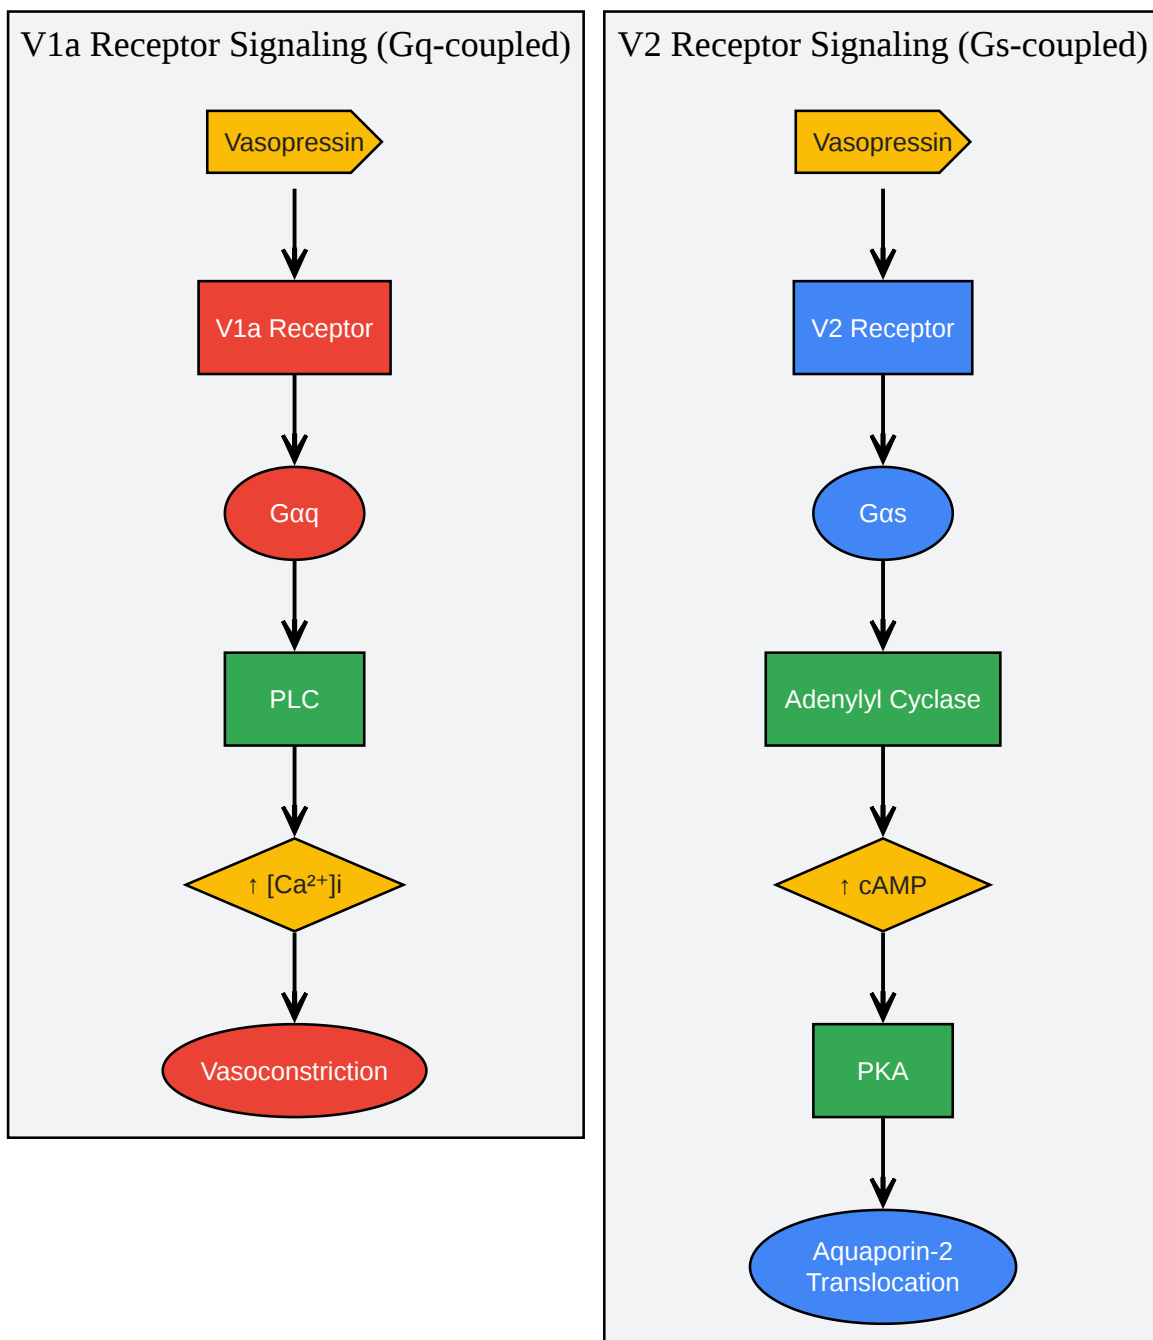 V1a Receptor Signaling (Gq-coupled)
Vasopressin
V1a Receptor
Gαq
PLC
↑ [Ca²⁺]i
Vasoconstriction
V2 Receptor Signaling (Gs-coupled)
Vasopressin
V2 Receptor
Gαs
Adenylyl Cyclase
↑ cAMP
PKA
Aquaporin-2
Translocation